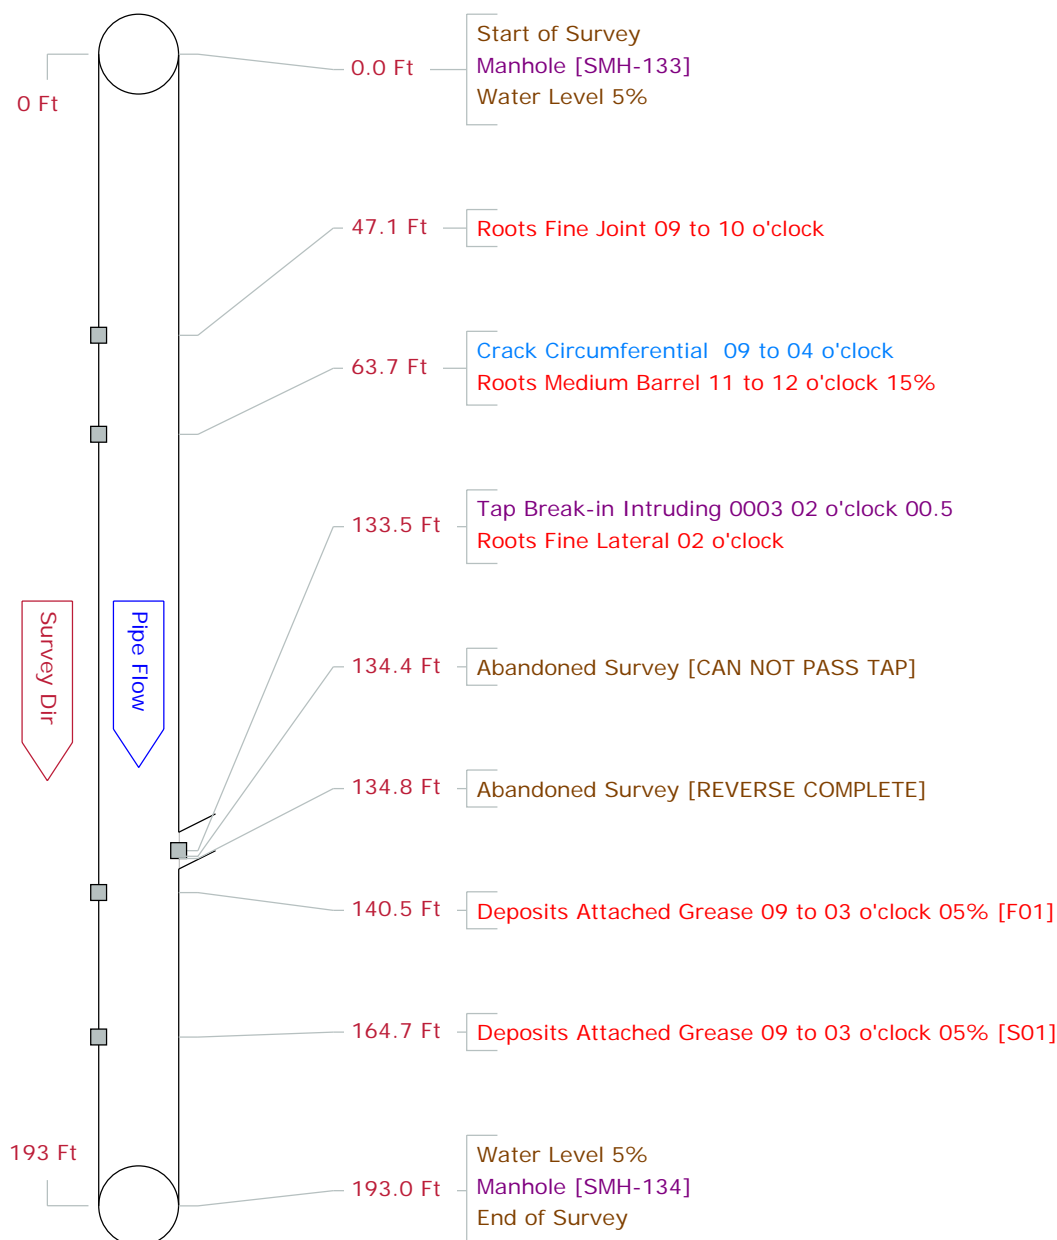 0 Ft
0.0 Ft
Start of Survey
Manhole [SMH-133]
Water Level 5%
47.1 Ft
Roots Fine Joint 09 to 10 o'clock
63.7 Ft
Crack Circumferential  09 to 04 o'clock
Roots Medium Barrel 11 to 12 o'clock 15%
133.5 Ft
Tap Break-in Intruding 0003 02 o'clock 00.5
Roots Fine Lateral 02 o'clock
Survey Dir
Pipe Flow
134.4 Ft
Abandoned Survey [CAN NOT PASS TAP]
134.8 Ft
Abandoned Survey [REVERSE COMPLETE]
140.5 Ft
Deposits Attached Grease 09 to 03 o'clock 05% [F01]
164.7 Ft
Deposits Attached Grease 09 to 03 o'clock 05% [S01]
193 Ft
193.0 Ft
Water Level 5%
Manhole [SMH-134]
End of Survey